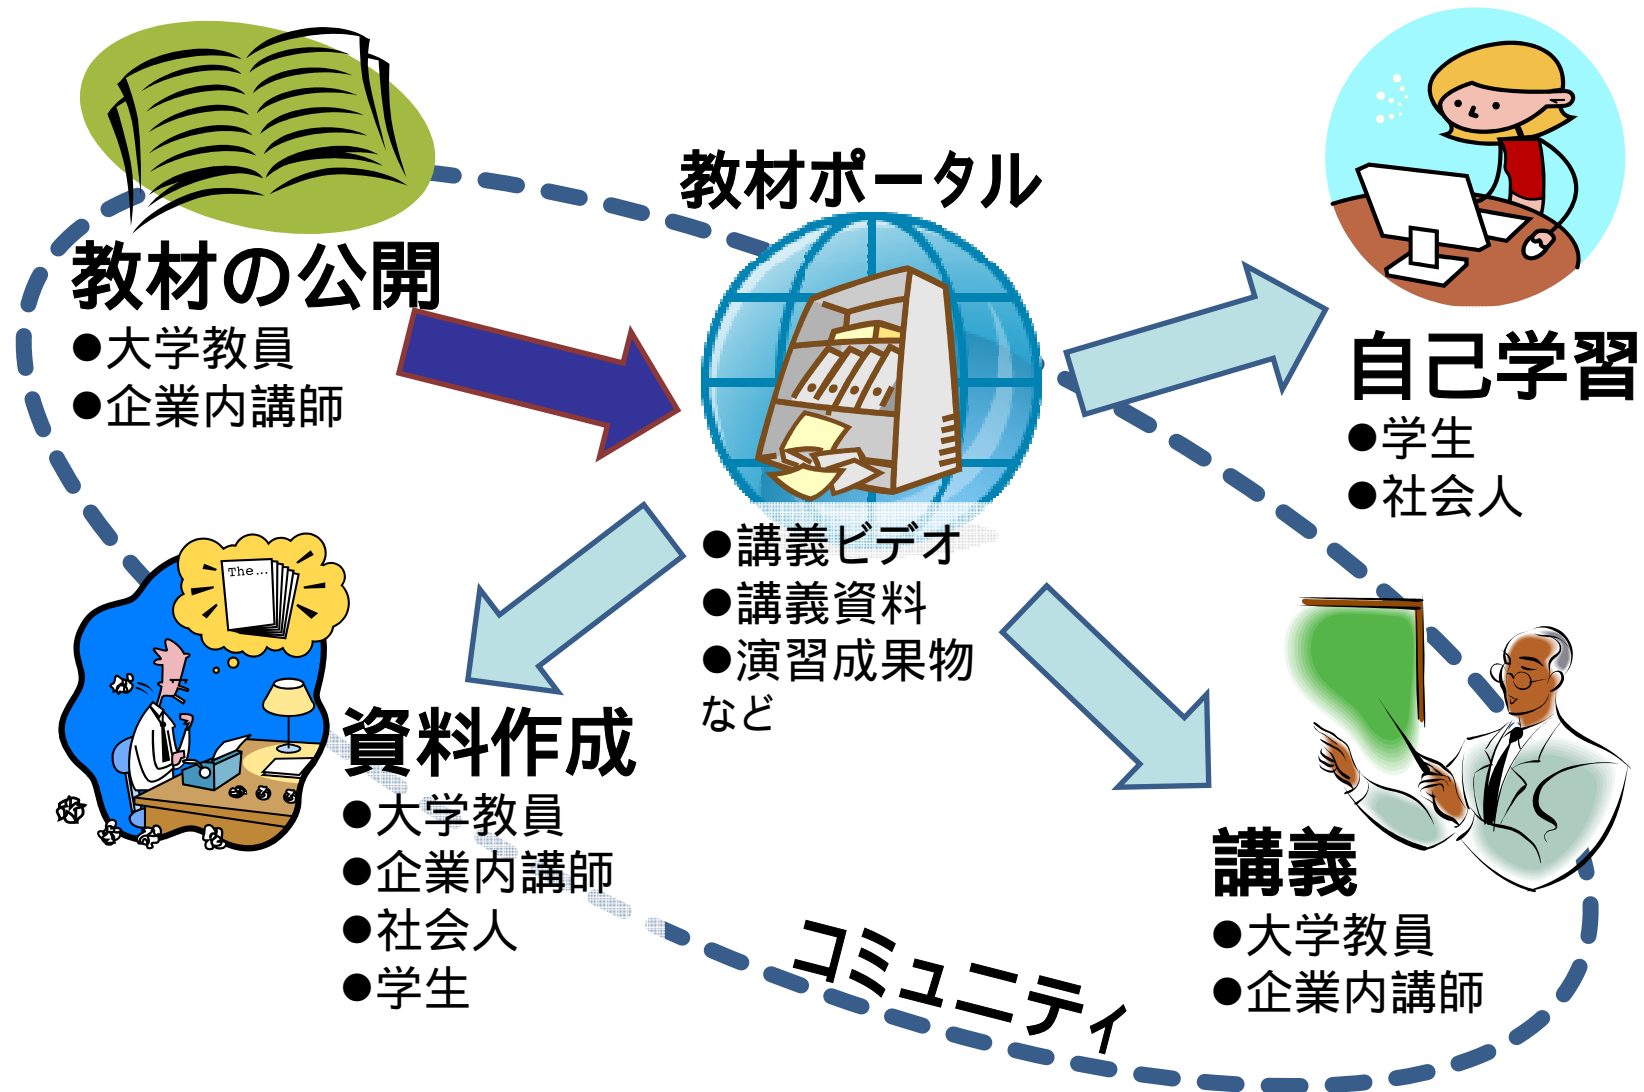 教材の公開
●大学教員
●企業内講師
教材ポータル
●講義ビデオ
●講義資料
●演習成果物
など
自己学習
●学生
●社会人
The...
資料作成
●大学教員
●企業内講師
●社会人
●学生
講義
●大学教員
●企業内講師
コミュニティ